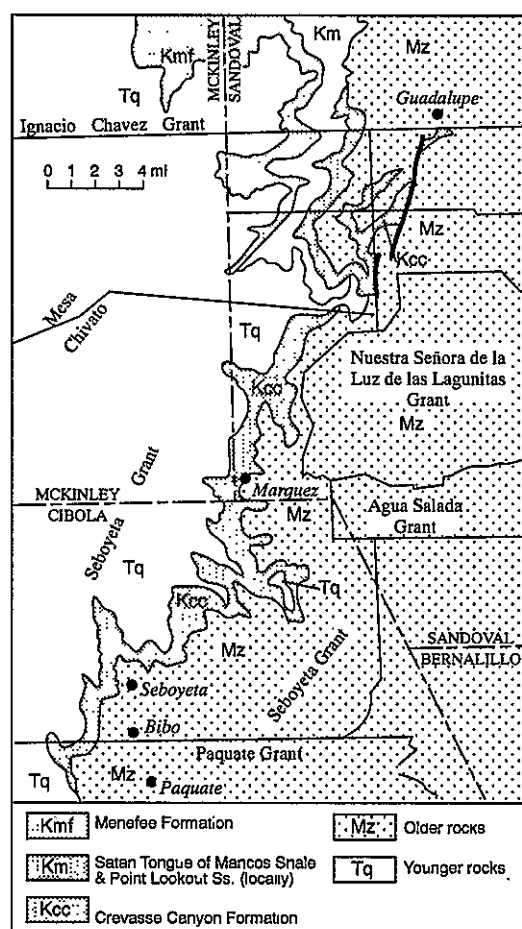 Kmf
Tq
MCKINLEY
SANDOVAL
Km
Mz
Guadalupe
Ignacio Chavez Grant
0 1 2 3 4 mi
Mz
Kcc
Mesa
Chivato
Tq
Kcc
Nuestra Señora de la
Luz de las Lagunitas
Grant
Mz
Marquez
MCKINLEY
CIBOLA
Seboyeta Grant
Mz
Agua Salada
Grant
Tq
Tq
Kcc
Mz
Seboyeta Grant
SANDOVAL
BERNALILLO
Seboyeta
Bibo
Paquate Grant
Tq
Mz
Paquate
Kmf Menefee Formation
Mz Older rocks
Km Satan Tongue of Mancos Snale
& Point Lookout Ss. (locally)
Tq Younger rocks
Kcc Crevasse Canyon Formation